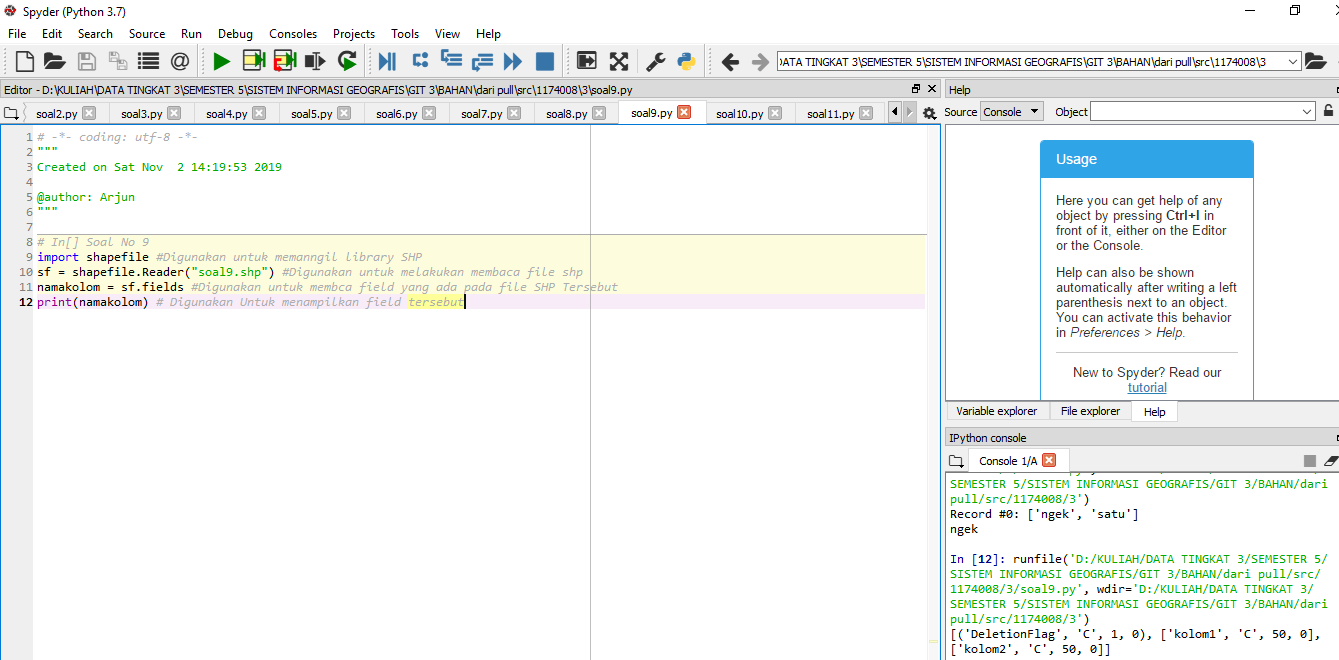 Spyder (Python 3.7)
File Edit Search Source Run Debug Consoles Projects Tools View Help
)ATA TINGKAT 3\SEMESTER 5\SISTEM INFORMASI GEOGRAFIS\GIT 3\BAHAN\dari pull\src\1174008\3
Editor - D:\KULIAH\DATA TINGKAT 3\SEMESTER 5\SISTEM INFORMASI GEOGRAFIS\GIT 3\BAHAN\dari pull\src\1174008\3\soal9.py
soal2.py soal3.py soal4.py soal5.py soal6.py soal7.py soal8.py soal9.py soal10.py soal11.py
1 # -*- coding: utf-8 -*-
2 """
3 Created on Sat Nov  2 14:19:53 2019
4
5 @author: Arjun
6 """
7
8 # In[] Soal No 9
9 import shapefile #Digunakan untuk memanngil library SHP
10 sf = shapefile.Reader("soal9.shp") #Digunakan untuk melakukan membaca file shp
11 namakolom = sf.fields #Digunakan untuk membca field yang ada pada file SHP Tersebut
12 print(namakolom) # Digunakan Untuk menampilkan field tersebut
Help
Source Console Object
Usage
Here you can get help of any
object by pressing Ctrl+I in
front of it, either on the Editor
or the Console.
Help can also be shown
automatically after writing a left
parenthesis next to an object.
You can activate this behavior
in Preferences > Help.
New to Spyder? Read our
tutorial
Variable explorer File explorer Help
IPython console
Console 1/A
SEMESTER 5/SISTEM INFORMASI GEOGRAFIS/GIT 3/BAHAN/dari
pull/src/1174008/3')
Record #0: ['ngek', 'satu']
ngek
In [12]: runfile('D:/KULIAH/DATA TINGKAT 3/SEMESTER 5/
SISTEM INFORMASI GEOGRAFIS/GIT 3/BAHAN/dari pull/src/
1174008/3/soal9.py', wdir='D:/KULIAH/DATA TINGKAT 3/
SEMESTER 5/SISTEM INFORMASI GEOGRAFIS/GIT 3/BAHAN/dari
pull/src/1174008/3')
[('DeletionFlag', 'C', 1, 0), ['kolom1', 'C', 50, 0],
['kolom2', 'C', 50, 0]]